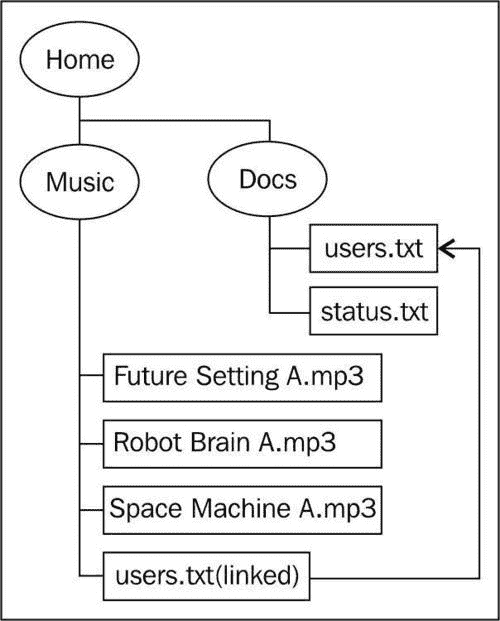 Home
Music
Docs
users.txt
status.txt
Future Setting A.mp3
Robot Brain A.mp3
Space Machine A.mp3
users.txt(linked)